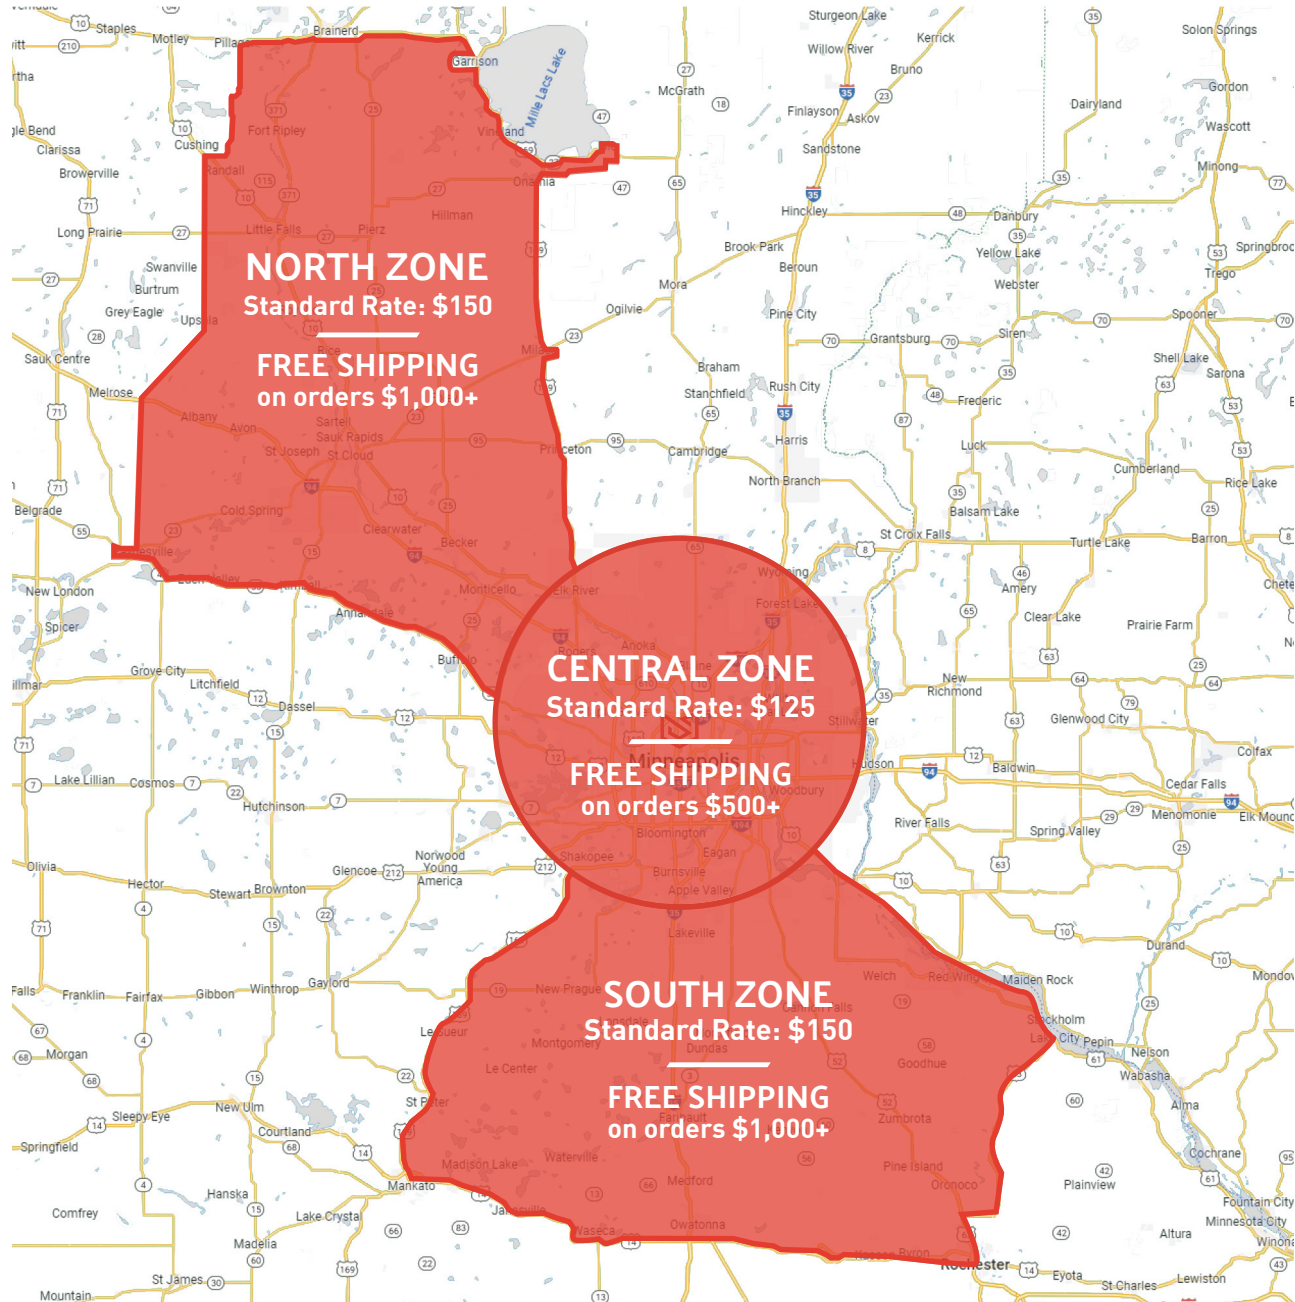 Sturgeon Lake
Staples
Brainerd
Solon Springs
Motley
Kerrick
Willow River
Garrison
Bruno
McGrath
Gordon
Mille Lacs Lake
Dairyland
Finlayson
Askov
Fort Ripley
Wascott
Clarissa
Cushing
Sandstone
Browerville
Randall
Minong
Onamia
Hillman
Hinckley
Danbury
Long Prairie
Little Falls
Pierz
Brook Park
Yellow Lake
Swanville
NORTH ZONE
Beroun
Trego
Burtrum
Standard Rate: $150
Mora
Webster
Grey Eagle
Ogilvie
Pine City
Spooner
Siren
Grantsburg
Sauk Centre
FREE SHIPPING
Braham
Shell Lake
Melrose
on orders $1,000+
Stanchfield
Rush City
Sarona
Frederic
Albany
Avon
Sartell
Sauk Rapids
St Joseph
St Cloud
Princeton
Cambridge
Harris
Luck
Cumberland
North Branch
Rice Lake
Belgrade
Cold Spring
Balsam Lake
Clearwater
Becker
St Croix Falls
Turtle Lake
Barron
Wyoming
New London
Monticello
Elk River
Amery
Forest Lake
Spicer
Annandale
Clear Lake
Prairie Farm
Rogers
Anoka
Buffalo
Grove City
CENTRAL ZONE
New
Richmond
Litchfield
Standard Rate: $125
Dassel
Stillwater
Glenwood City
Colfax
Minneapolis
Hudson
Baldwin
Lake Lillian
Cosmos
FREE SHIPPING
Woodbury
Cedar Falls
Hutchinson
on orders $500+
Menomonie
River Falls
Spring Valley
Bloomington
Norwood
Young
America
Shakopee
Eagan
Olivia
Glencoe
Burnsville
Hector
Stewart
Brownton
Apple Valley
Lakeville
Durand
Welch
Red Wing
Maiden Rock
Gaylord
Winthrop
Gibbon
Fairfax
Franklin
New Prague
SOUTH ZONE
Standard Rate: $150
Le Sueur
Stockholm
Lake City
Pepin
Montgomery
Dundas
Nelson
Morgan
Le Center
Goodhue
Wabasha
FREE SHIPPING
on orders $1,000+
St Peter
New Ulm
Alma
Sleepy Eye
Faribault
Zumbrota
Courtland
Springfield
Cochrane
Madison Lake
Waterville
Pine Island
Mankato
Medford
Oronoco
Plainview
Hanska
Fountain City
Comfrey
Lake Crystal
Janesville
Waseca
Owatonna
Minnesota City
Madelia
Altura
Byron
Rochester
Eyota
St James
St Charles
Lewiston
Mountain